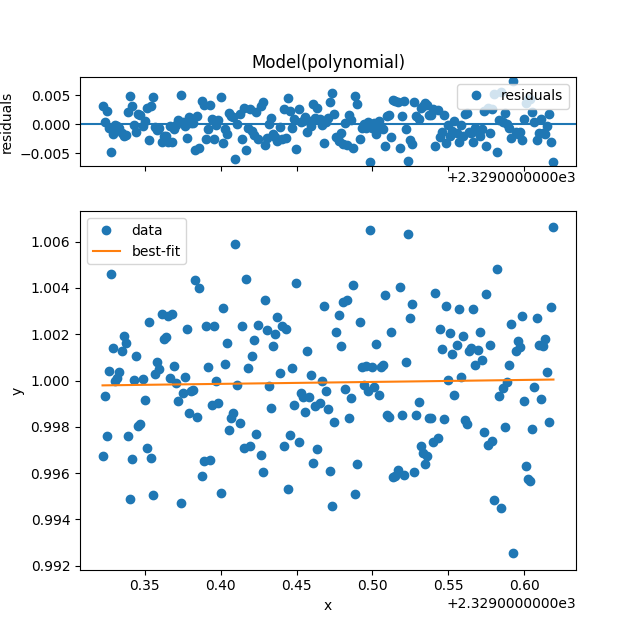 Model(polynomial)
residuals
0.005
0.000
−0.005
residuals
+2.3290000000e3
y
1.006
1.004
1.002
1.000
0.998
0.996
0.994
0.992
data
best-fit
0.35 0.40 0.45 0.50 0.55 0.60
x
+2.3290000000e3